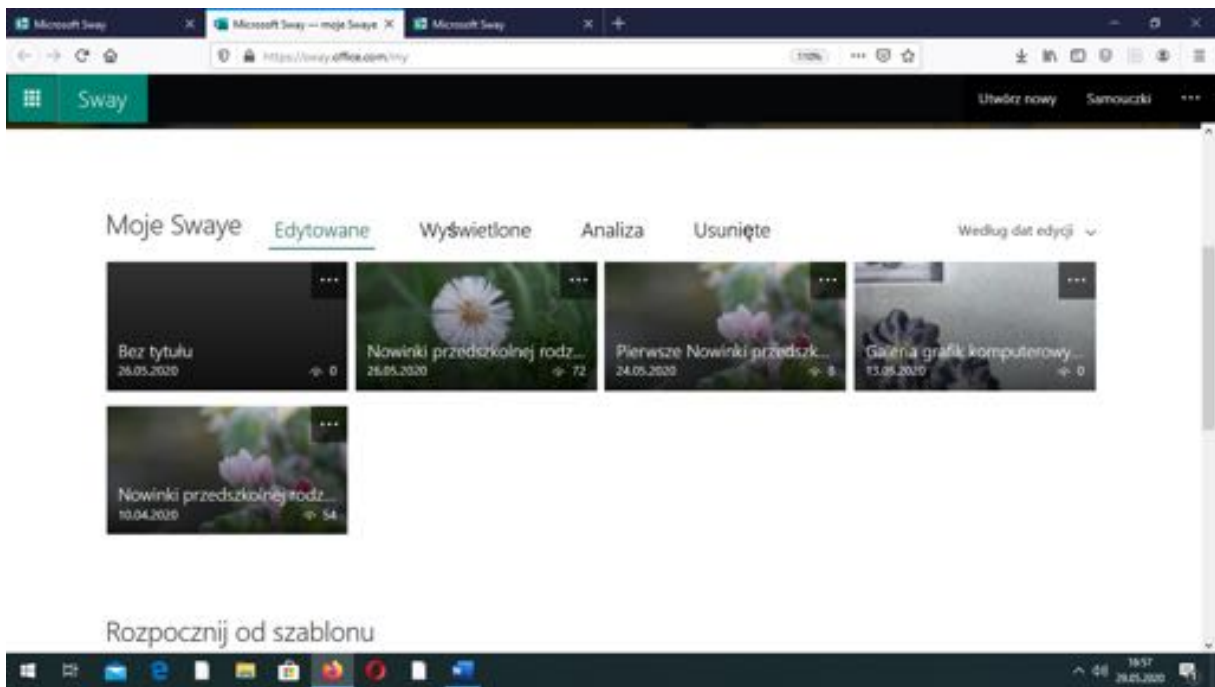 Microsoft Sway
Microsoft Sway — moje Swaye
Microsoft Sway
https://sway.office.com/my
110%
Sway
Utwórz nowy
Samouczki
Moje Swaye
Edytowane
Wyświetlone
Analiza
Usunięte
Według dat edycji
Bez tytułu
26.05.2020
0
Nowinki przedszkolnej rodz...
26.05.2020
72
Pierwsze Nowinki przedszk...
24.05.2020
8
Galeria grafik komputerowy...
13.05.2020
0
Nowinki przedszkolnej rodz...
10.04.2020
54
Rozpocznij od szablonu
16:57
29.05.2020